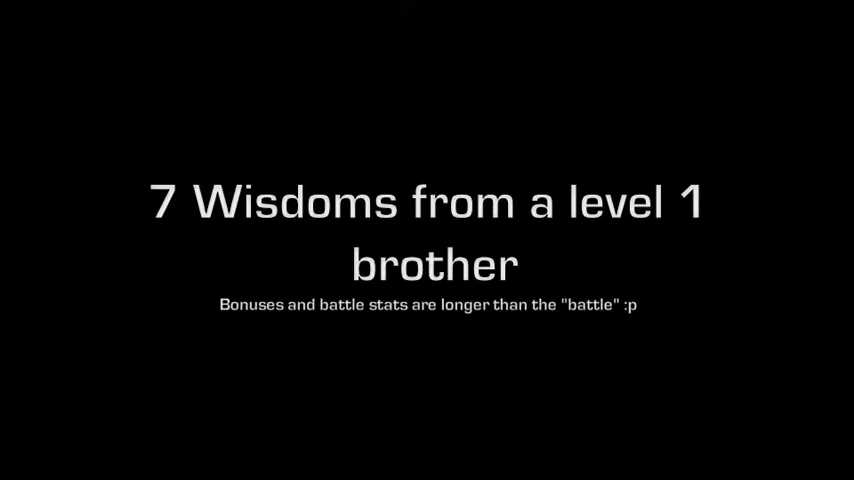 7 Wisdoms from a level 1
brother
Bonuses and battle stats are longer than the "battle" :p